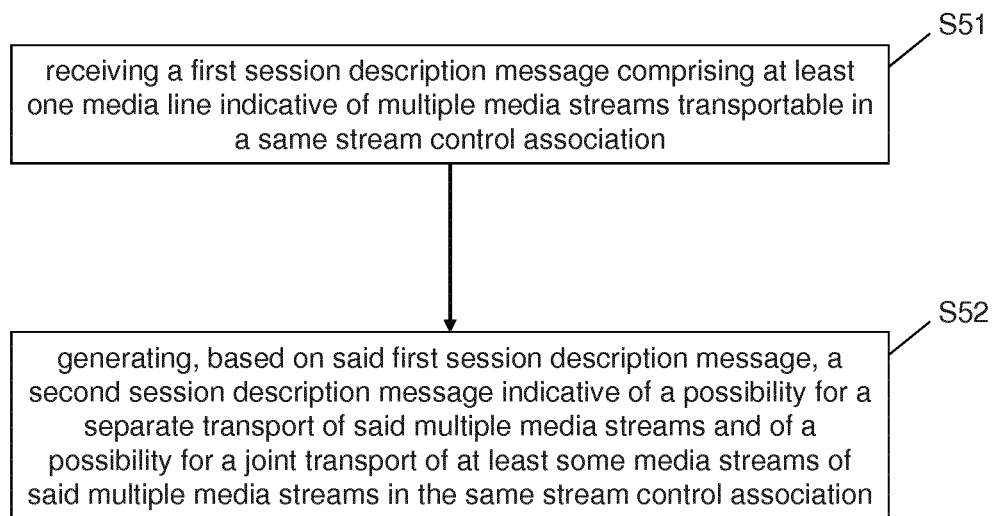 S51
receiving a first session description message comprising at least
one media line indicative of multiple media streams transportable in
a same stream control association
S52
generating, based on said first session description message, a
second session description message indicative of a possibility for a
separate transport of said multiple media streams and of a
possibility for a joint transport of at least some media streams of
said multiple media streams in the same stream control association